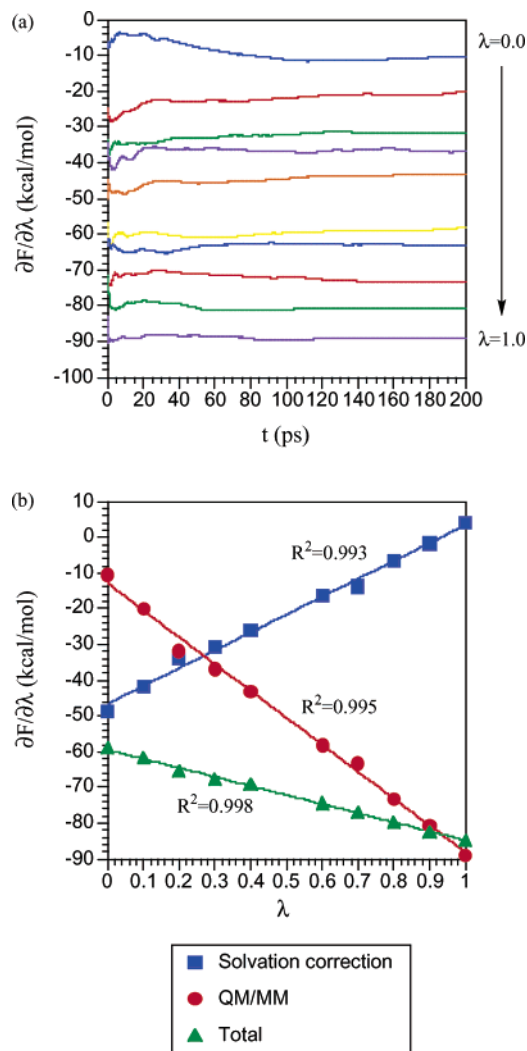 (a)
∂F/∂λ (kcal/mol)
0
-10
-20
-30
-40
-50
-60
-70
-80
-90
-100
λ=0.0
λ=1.0
0 20 40 60 80 100 120 140 160 180 200
t (ps)
(b)
∂F/∂λ (kcal/mol)
10
0
-10
-20
-30
-40
-50
-60
-70
-80
-90
R²=0.993
R²=0.995
R²=0.998
0 0.1 0.2 0.3 0.4 0.5 0.6 0.7 0.8 0.9 1
λ
Solvation correction
QM/MM
Total